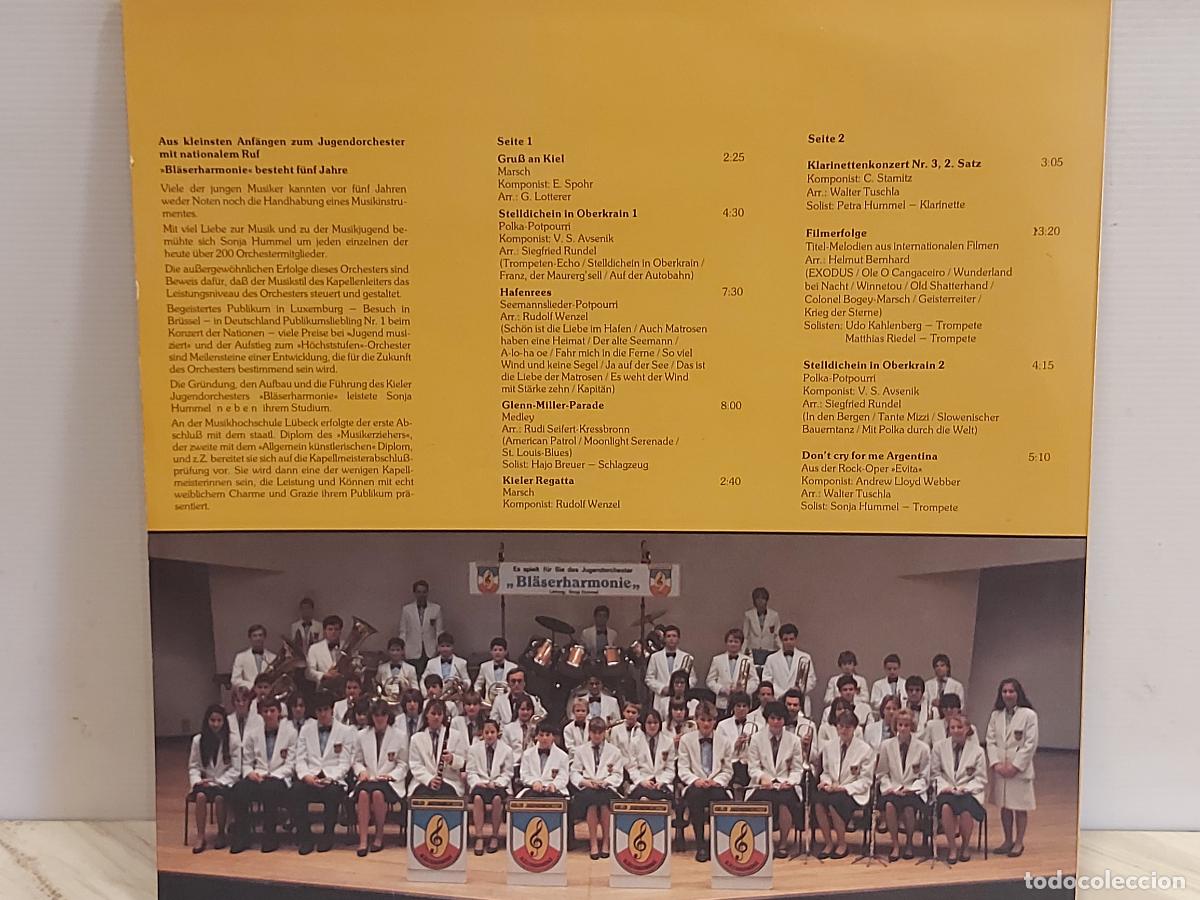 Aus kleinsten Anfängen zum Jugendorchester
mit nationalem Ruf
»Bläserharmonie« besteht fünf Jahre
Viele der jungen Musiker kannten vor fünf Jahren
weder Noten noch die Handhabung eines Musikinstru-
mentes.
Mit viel Liebe zur Musik und zu der Musikjugend be-
mühte sich Sonja Hummel um jeden einzelnen der
heute über 200 Orchestermitglieder.
Die außergewöhnlichen Erfolge dieses Orchesters sind
Beweis dafür, daß der Musikstil des Kapellenleiters das
Leistungsniveau des Orchesters steuert und gestaltet.
Begeistertes Publikum in Luxemburg — Besuch in
Brüssel — in Deutschland Publikumsliebling Nr. 1 beim
Konzert der Nationen — viele Preise bei »Jugend musi-
ziert« und der Aufstieg zum »Höchststufen«-Orchester
sind Meilensteine einer Entwicklung, die für die Zukunft
des Orchesters bestimmend sein wird.
Die Gründung, den Aufbau und die Führung des Kieler
Jugendorchesters »Bläserharmonie« leistete Sonja
Hummel n e b e n ihrem Studium.
An der Musikhochschule Lübeck erfolgte der erste Ab-
schluß mit dem staatl. Diplom des »Musikerziehers«,
der zweite mit dem »Allgemein künstlerischen« Diplom,
und z.Z. bereitet sie sich auf die Kapellmeisterabschluß-
prüfung vor. Sie wird dann eine der wenigen Kapell-
meisterinnen sein, die Leistung und Können mit echt
weiblichem Charme und Grazie ihrem Publikum prä-
sentiert.
Seite 1
Gruß an Kiel 2:25
Marsch
Komponist: E. Spohr
Arr.: G. Lotterer
Stelldichein in Oberkrain 1 4:30
Polka-Potpourri
Komponist: V. S. Avsenik
Arr.: Siegfried Rundel
(Trompeten-Echo / Stelldichein in Oberkrain /
Franz, der Maurerg'sell / Auf der Autobahn)
Hafenrees 7:30
Seemannslieder-Potpourri
Arr.: Rudolf Wenzel
(Schön ist die Liebe im Hafen / Auch Matrosen
haben eine Heimat / Der alte Seemann /
A-lo-ha oe / Fahr mich in die Ferne / So viel
Wind und keine Segel / Ja auf der See / Das ist
die Liebe der Matrosen / Es weht der Wind
mit Stärke zehn / Kapitän)
Glenn-Miller-Parade 8:00
Medley
Arr.: Rudi Seifert-Kressbronn
(American Patrol / Moonlight Serenade /
St. Louis-Blues)
Solist: Hajo Breuer — Schlagzeug
Kieler Regatta 2:40
Marsch
Komponist: Rudolf Wenzel
Seite 2
Klarinettenkonzert Nr. 3, 2. Satz 3:05
Komponist: C. Stamitz
Arr.: Walter Tuschla
Solist: Petra Hummel — Klarinette
Filmerfolge 13:20
Titel-Melodien aus internationalen Filmen
Arr.: Helmut Bernhard
(EXODUS / Ole O Cangaceiro / Wunderland
bei Nacht / Winnetou / Old Shatterhand /
Colonel Bogey-Marsch / Geisterreiter /
Krieg der Sterne)
Solisten: Udo Kahlenberg — Trompete
Matthias Riedel — Trompete
Stelldichein in Oberkrain 2 4:15
Polka-Potpourri
Komponist: V. S. Avsenik
Arr.: Siegfried Rundel
(In den Bergen / Tante Mizzi / Slowenischer
Bauerntanz / Mit Polka durch die Welt)
Don't cry for me Argentina 5:10
Aus der Rock-Oper »Evita«
Komponist: Andrew Lloyd Webber
Arr.: Walter Tuschla
Solist: Sonja Hummel — Trompete
Es spielt für Sie das Jugendorchester
„Bläserharmonie„
Leitung: Sonja Hummel
todocoleccion